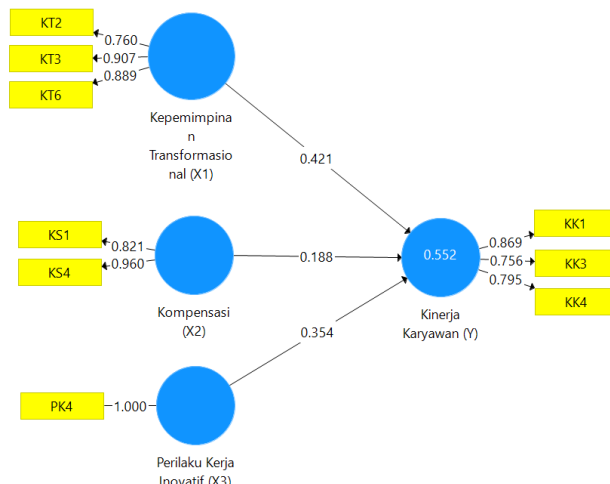 KT2
0.760
KT3
0.907
0.889
KT6
Kepemimpina
n
Transformasio
nal (X1)
0.421
KS1
0.821
KS4
0.960
Kompensasi
(X2)
0.188
0.552
Kinerja
Karyawan (Y)
0.869
KK1
0.756
KK3
0.795
KK4
0.354
PK4
1.000
Perilaku Kerja
Inovatif (X3)